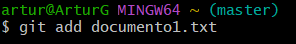 artur@ArturG MINGW64 ~ (master)
$ git add documento1.txt